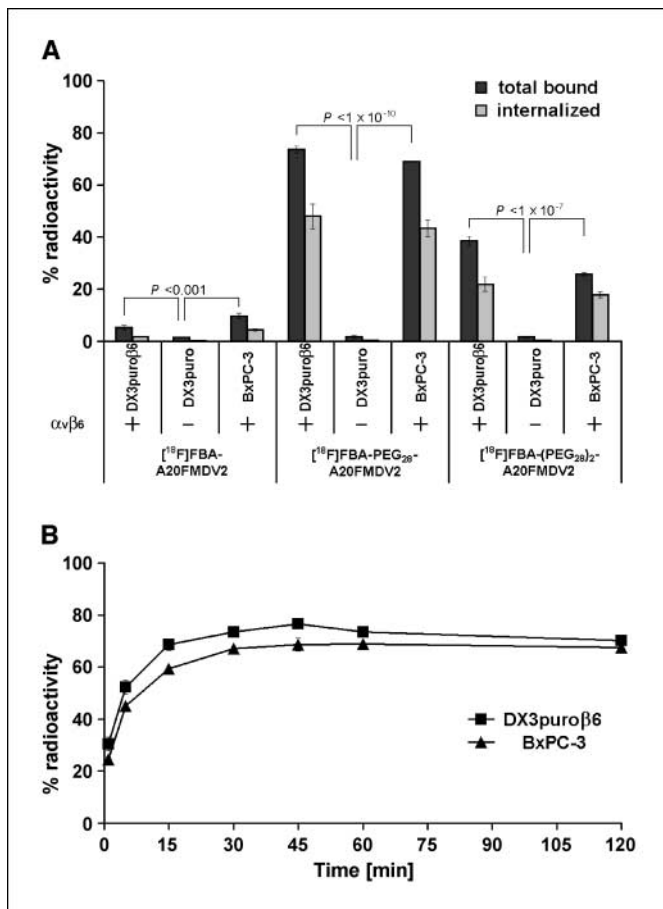 A
100
80
60
40
20
0
% radioactivity
total bound
internalized
P <0.001
P <1 x 10⁻¹⁰
P <1 x 10⁻⁷
DX3puroβ6
DX3puro
BxPC-3
DX3puroβ6
DX3puro
BxPC-3
DX3puroβ6
DX3puro
BxPC-3
αvβ6 + − + + − + + − +
[¹⁸F]FBA-
A20FMDV2
[¹⁸F]FBA-PEG₂₈-
A20FMDV2
[¹⁸F]FBA-(PEG₂₈)₂-
A20FMDV2
B
100
80
60
40
20
0
% radioactivity
DX3puroβ6
BxPC-3
0 15 30 45 60 75 90 105 120
Time [min]